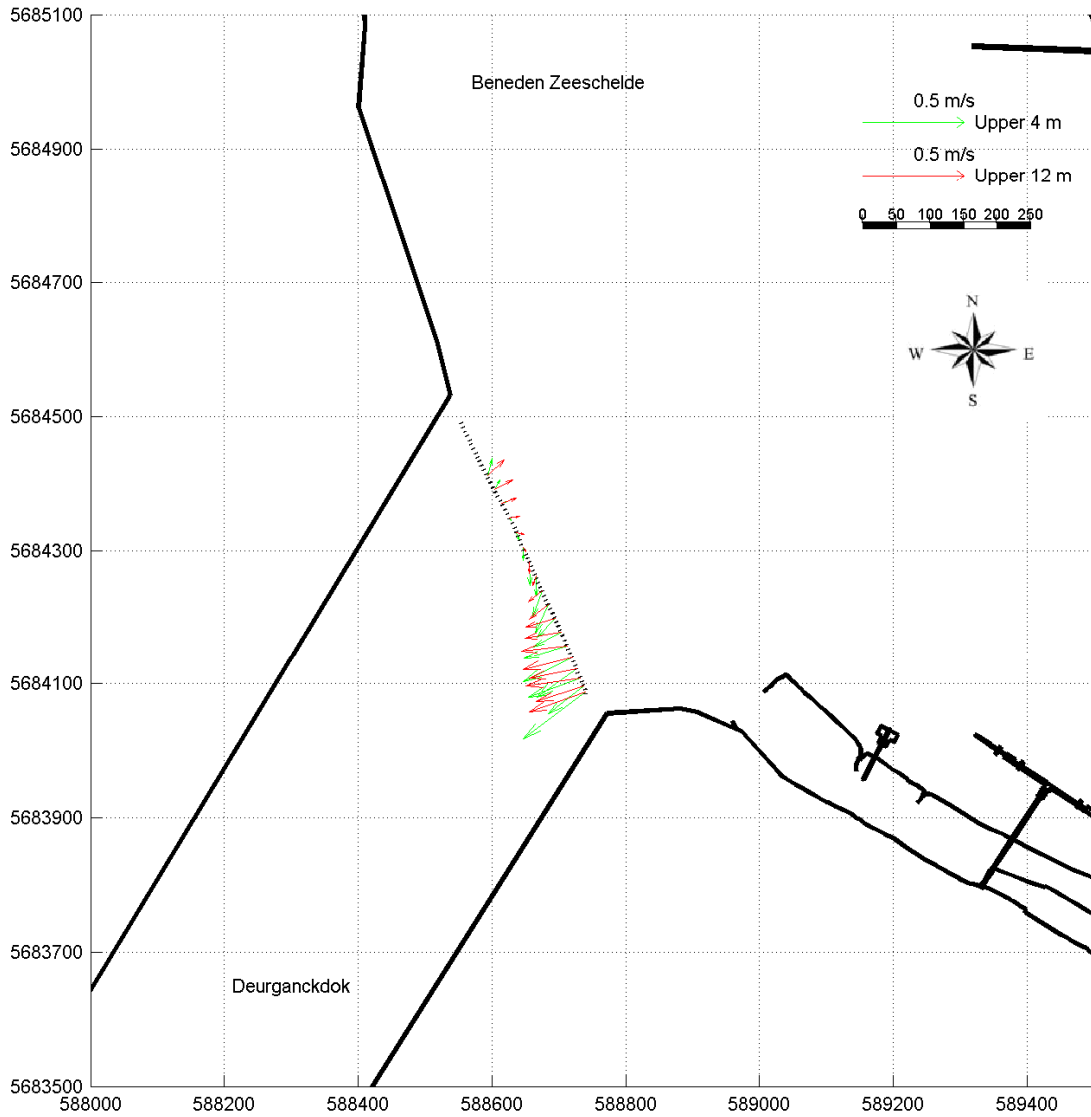 5685100
Beneden Zeeschelde
0.5 m/s
Upper 4 m
5684900
0.5 m/s
Upper 12 m
0 50 100 150 200 250
5684700
N
W E
S
5684500
5684300
5684100
5683900
5683700
Deurganckdok
5683500
588000 588200 588400 588600 588800 589000 589200 589400